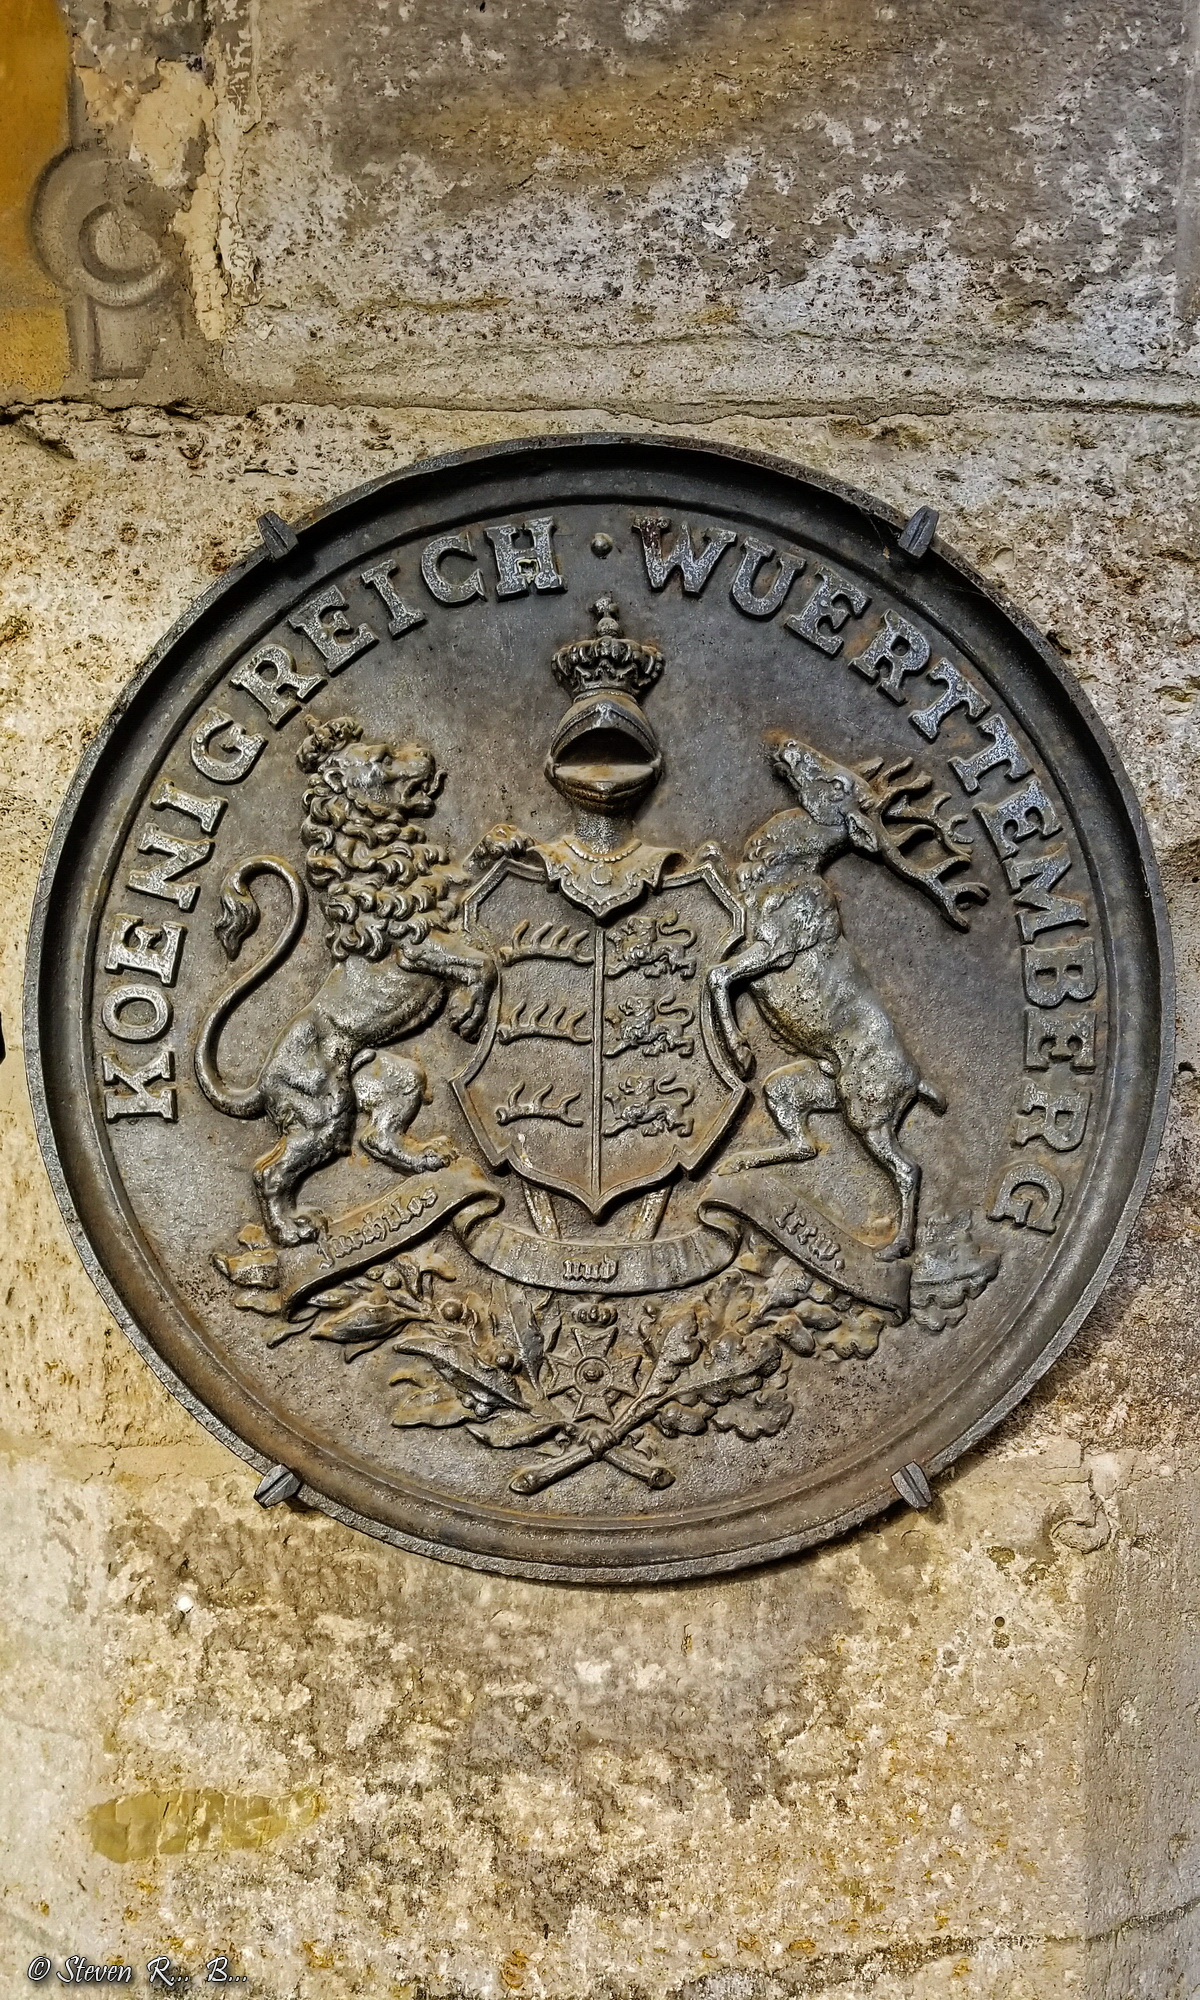 KOENIGREICH · WUERTTEMBERG
furchtlos
und
trew.
© Steven R... B...